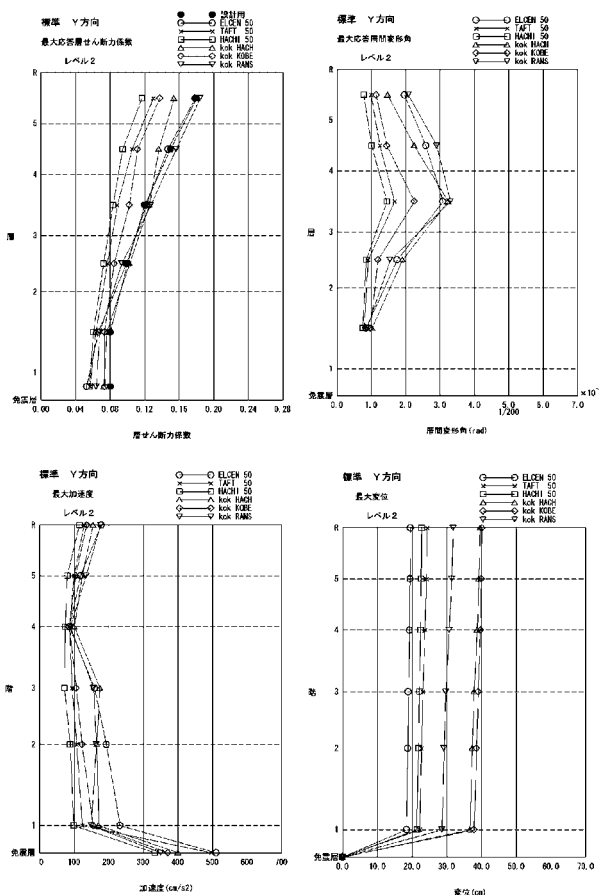 標準 Y方向
最大応答層せん断力係数
レベル2
設計用
ELCEN 50
TAFT 50
HACHI 50
kok HACH
kok KOBE
kok RANS
R
5
4
3
2
1
層
免震層
0.00 0.04 0.08 0.12 0.16 0.20 0.24 0.28
層せん断力係数
標準 Y方向
最大応答層間変形角
レベル2
ELCEN 50
TAFT 50
HACHI 50
kok HACH
kok KOBE
kok RANS
R
5
4
3
2
1
免震層
0.0 1.0 2.0 3.0 4.0 5.0 6.0 7.0
1/200
層間変形角(rad)
標準 Y方向
最大加速度
レベル2
ELCEN 50
TAFT 50
HACHI 50
kok HACH
kok KOBE
kok RANS
R
5
4
3
2
1
階
免震層
0 100 200 300 400 500 600 700
加速度(cm/s2)
標準 Y方向
最大変位
レベル2
ELCEN 50
TAFT 50
HACHI 50
kok HACH
kok KOBE
kok RANS
R
5
4
3
2
1
階
免震層
0.0 10.0 20.0 30.0 40.0 50.0 60.0 70.0
変位(cm)